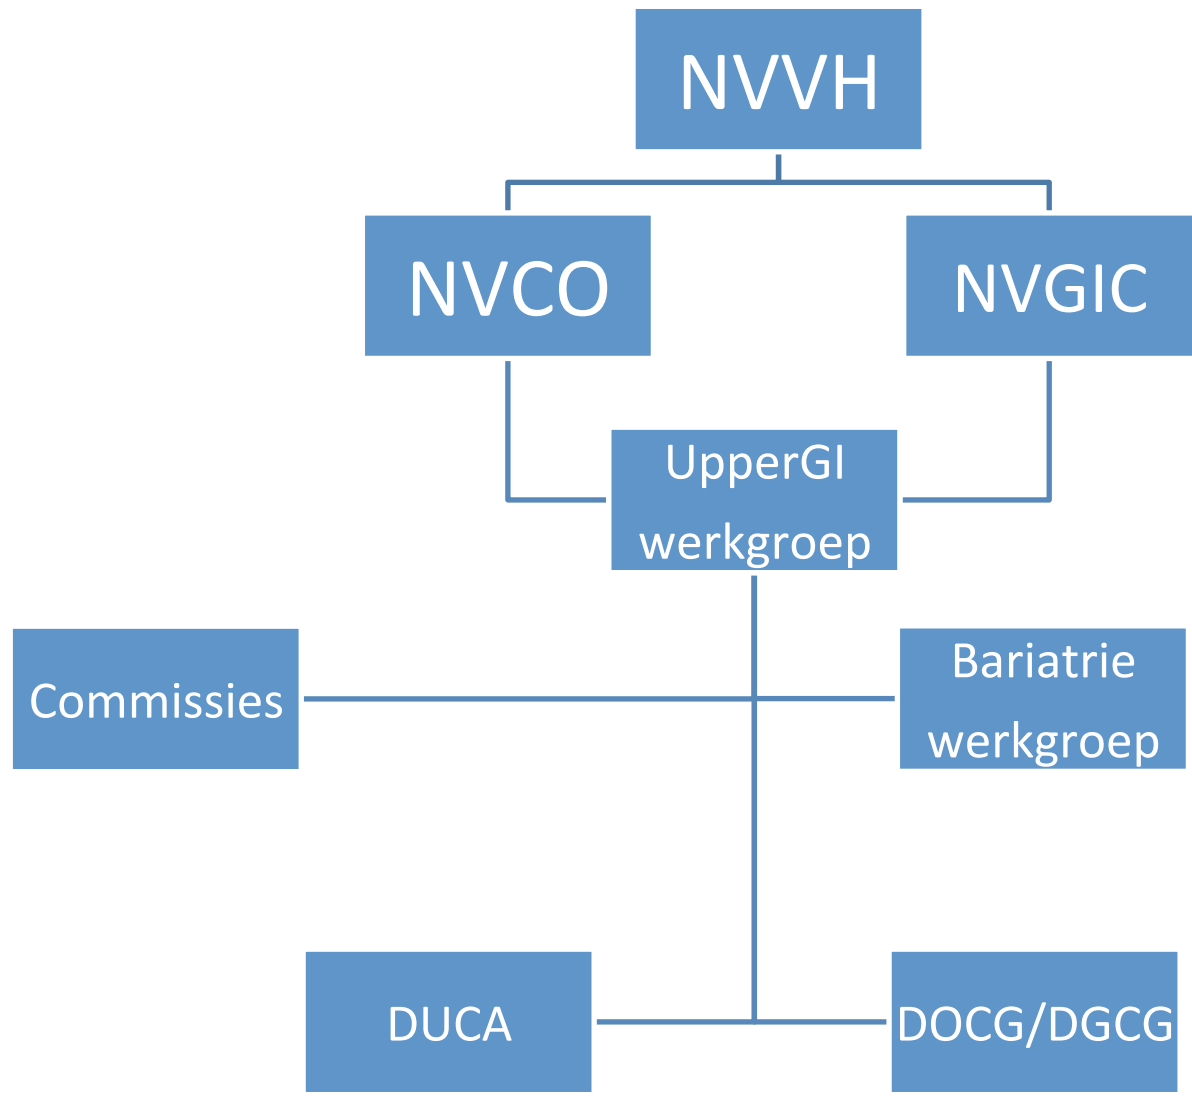 NVVH
NVCO
NVGIC
UpperGI
werkgroep
Commissies
Bariatrie
werkgroep
DUCA
DOCG/DGCG